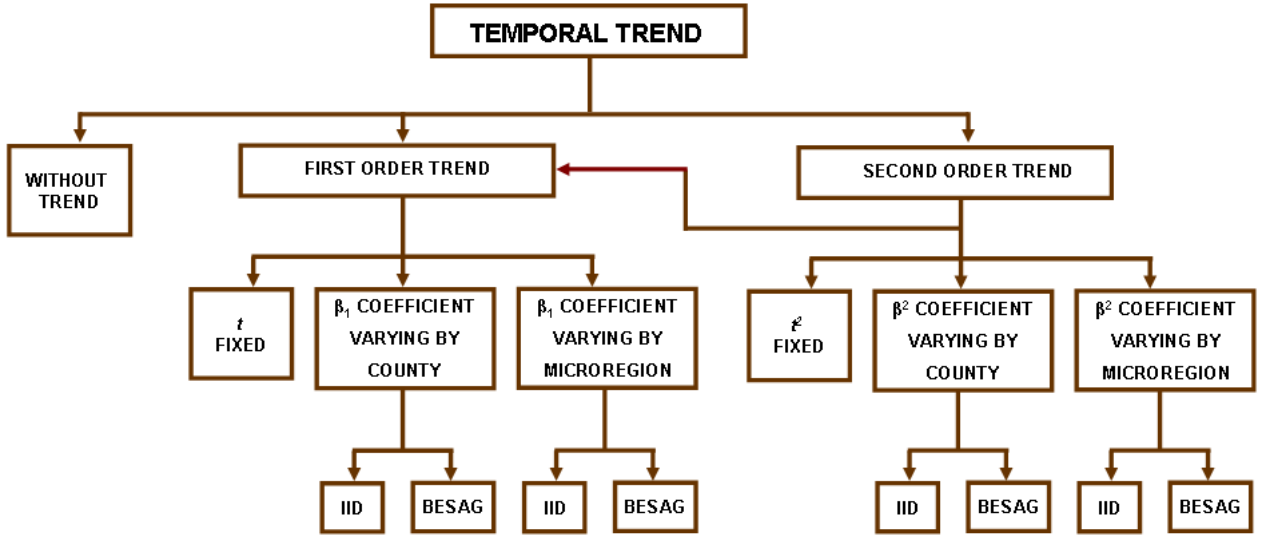 TEMPORAL TREND
WITHOUT
TREND
FIRST ORDER TREND
SECOND ORDER TREND
t
FIXED
β₁ COEFFICIENT
VARYING BY
COUNTY
β₁ COEFFICIENT
VARYING BY
MICROREGION
t²
FIXED
β² COEFFICIENT
VARYING BY
COUNTY
β² COEFFICIENT
VARYING BY
MICROREGION
IID
BESAG
IID
BESAG
IID
BESAG
IID
BESAG